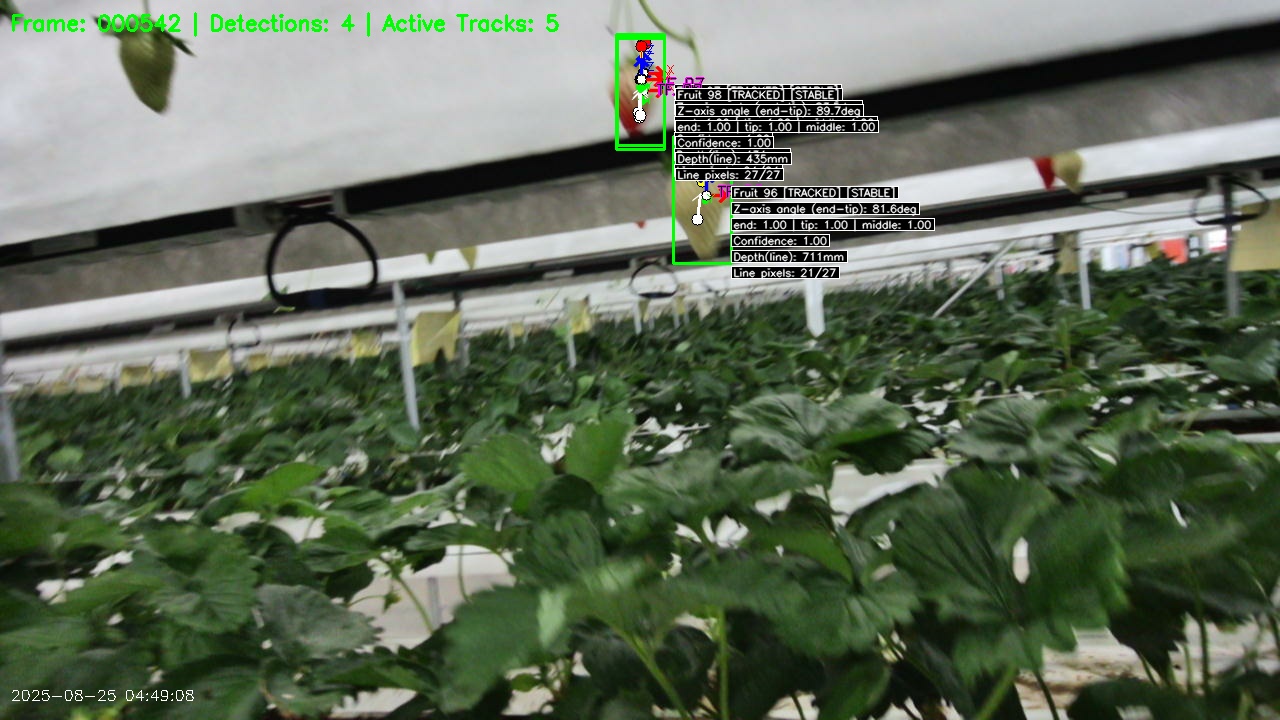 Frame: 000542 | Detections: 4 | Active Tracks: 5
Fruit 98 [TRACKED] [STABLE]
Z-axis angle (end-tip): 89.7deg
end: 1.00 | tip: 1.00 | middle: 1.00
Confidence: 1.00
Depth(line): 435mm
Line pixels: 27/27
Fruit 96 [TRACKED] [STABLE]
Z-axis angle (end-tip): 81.6deg
end: 1.00 | tip: 1.00 | middle: 1.00
Confidence: 1.00
Depth(line): 711mm
Line pixels: 21/27
2025-08-25 04:49:08